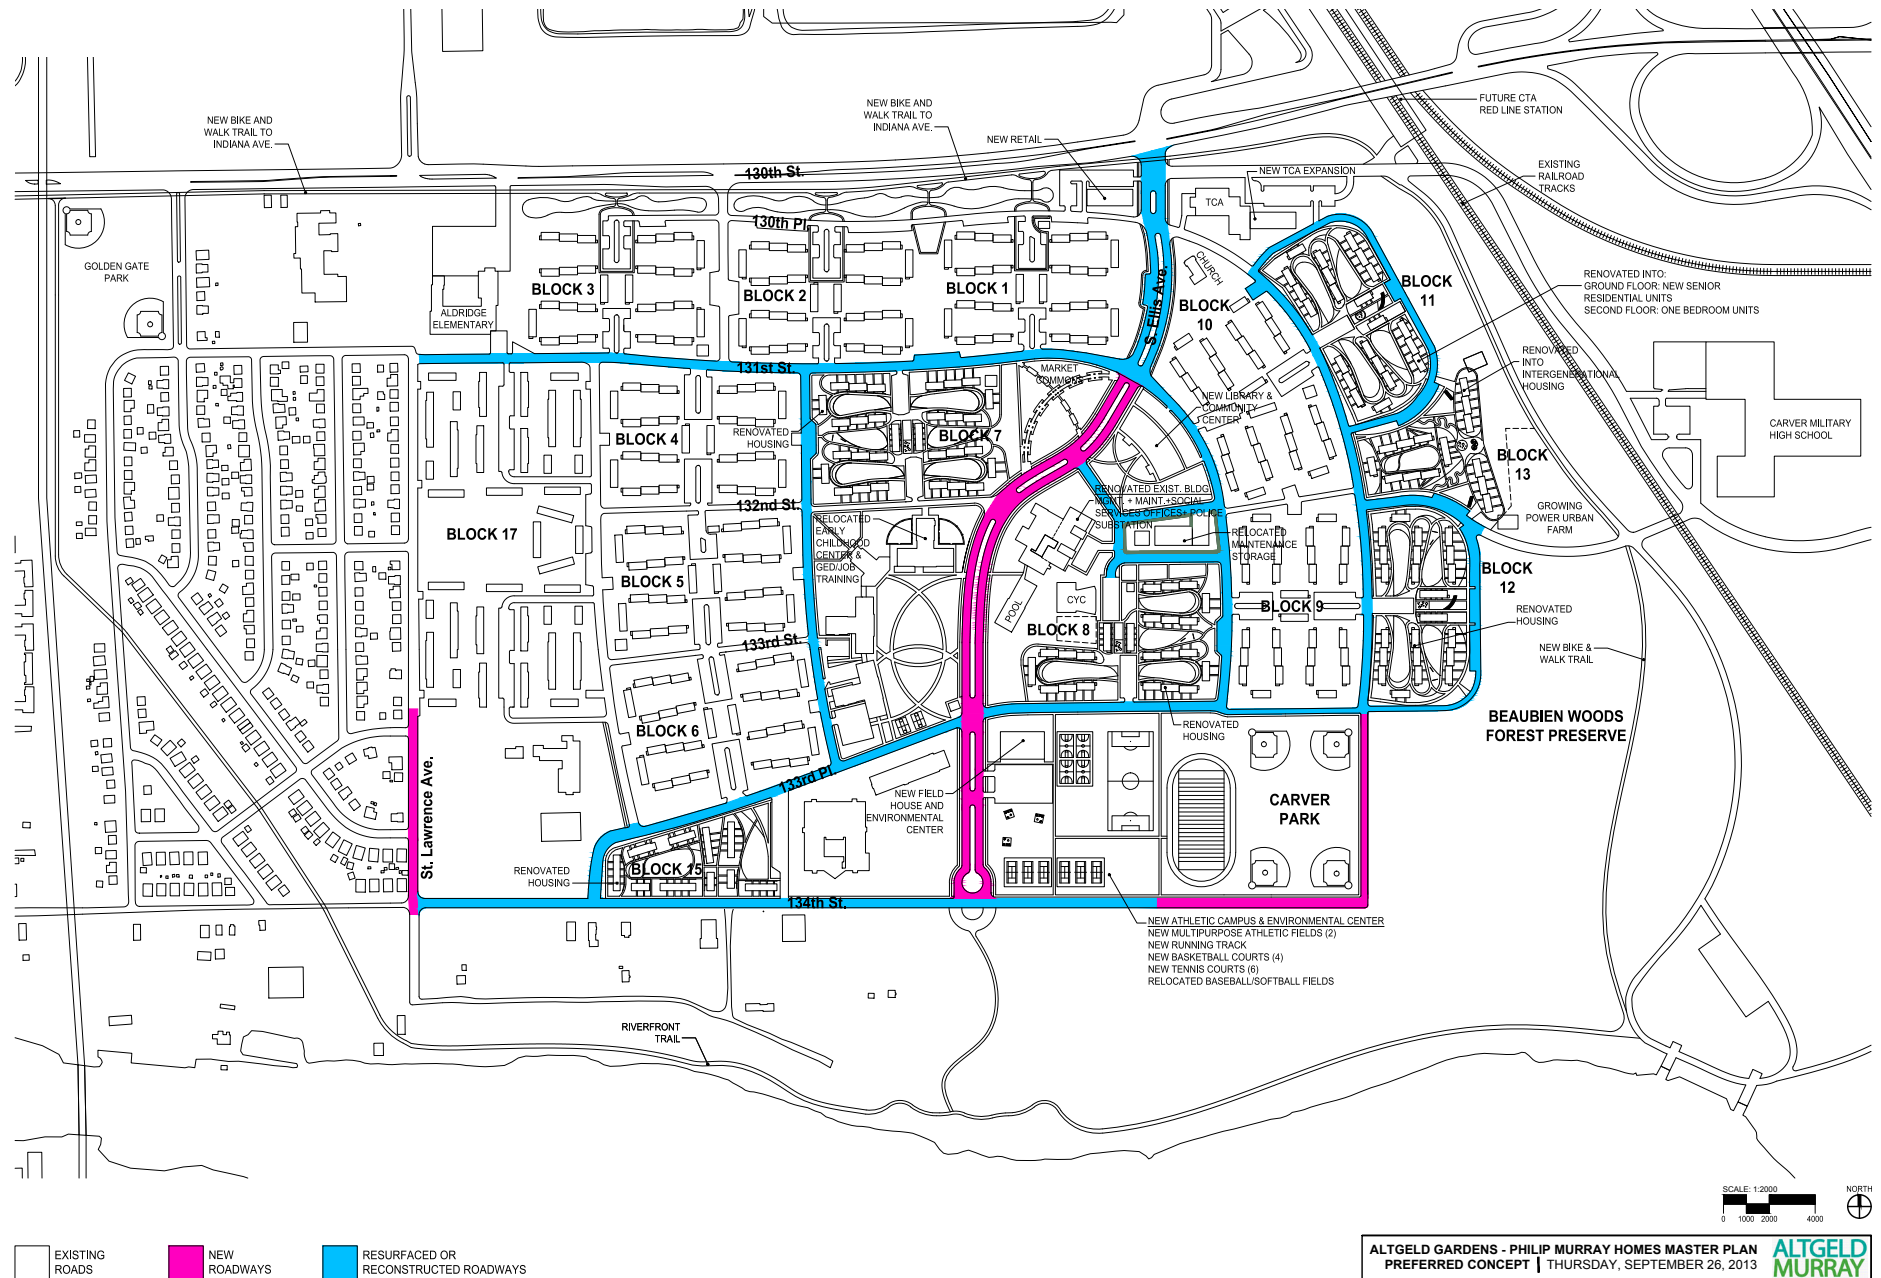 NEW BIKE AND
WALK TRAIL TO
INDIANA AVE.
NEW BIKE AND
WALK TRAIL TO
INDIANA AVE.
NEW RETAIL
FUTURE CTA
RED LINE STATION
EXISTING
RAILROAD
TRACKS
130th St.
NEW TCA EXPANSION
TCA
130th Pl.
GOLDEN GATE
PARK
CHURCH
RENOVATED INTO:
GROUND FLOOR: NEW SENIOR
RESIDENTIAL UNITS
SECOND FLOOR: ONE BEDROOM UNITS
BLOCK 3
BLOCK 2
BLOCK 1
S. Ellis Ave.
BLOCK
10
BLOCK
11
ALDRIDGE
ELEMENTARY
131st St.
MARKET
COMMONS
RENOVATED
INTO
INTERGENERATIONAL
HOUSING
NEW LIBRARY &
COMMUNITY
CENTER
BLOCK 4
RENOVATED
HOUSING
BLOCK 7
CARVER MILITARY
HIGH SCHOOL
BLOCK
13
132nd St.
RENOVATED EXIST. BLDG.
MGMT. + MAINT.+SOCIAL
SERVICES OFFICES+ POLICE
SUBSTATION
GROWING
POWER URBAN
FARM
BLOCK 17
RELOCATED
EARLY
CHILDHOOD
CENTER &
GED/JOB
TRAINING
RELOCATED
MAINTENANCE
STORAGE
BLOCK 5
BLOCK
12
POOL
CYC
BLOCK 8
BLOCK 9
RENOVATED
HOUSING
133rd St.
NEW BIKE &
WALK TRAIL
BLOCK 6
RENOVATED
HOUSING
BEAUBIEN WOODS
FOREST PRESERVE
St. Lawrence Ave.
133rd Pl.
NEW FIELD
HOUSE AND
ENVIRONMENTAL
CENTER
CARVER
PARK
RENOVATED
HOUSING
BLOCK 15
134th St.
NEW ATHLETIC CAMPUS & ENVIRONMENTAL CENTER
NEW MULTIPURPOSE ATHLETIC FIELDS (2)
NEW RUNNING TRACK
NEW BASKETBALL COURTS (4)
NEW TENNIS COURTS (6)
RELOCATED BASEBALL/SOFTBALL FIELDS
RIVERFRONT
TRAIL
SCALE: 1:2000
0 1000 2000 4000
NORTH
EXISTING
ROADS
NEW
ROADWAYS
RESURFACED OR
RECONSTRUCTED ROADWAYS
ALTGELD GARDENS - PHILIP MURRAY HOMES MASTER PLAN
PREFERRED CONCEPT | THURSDAY, SEPTEMBER 26, 2013
ALTGELD
MURRAY